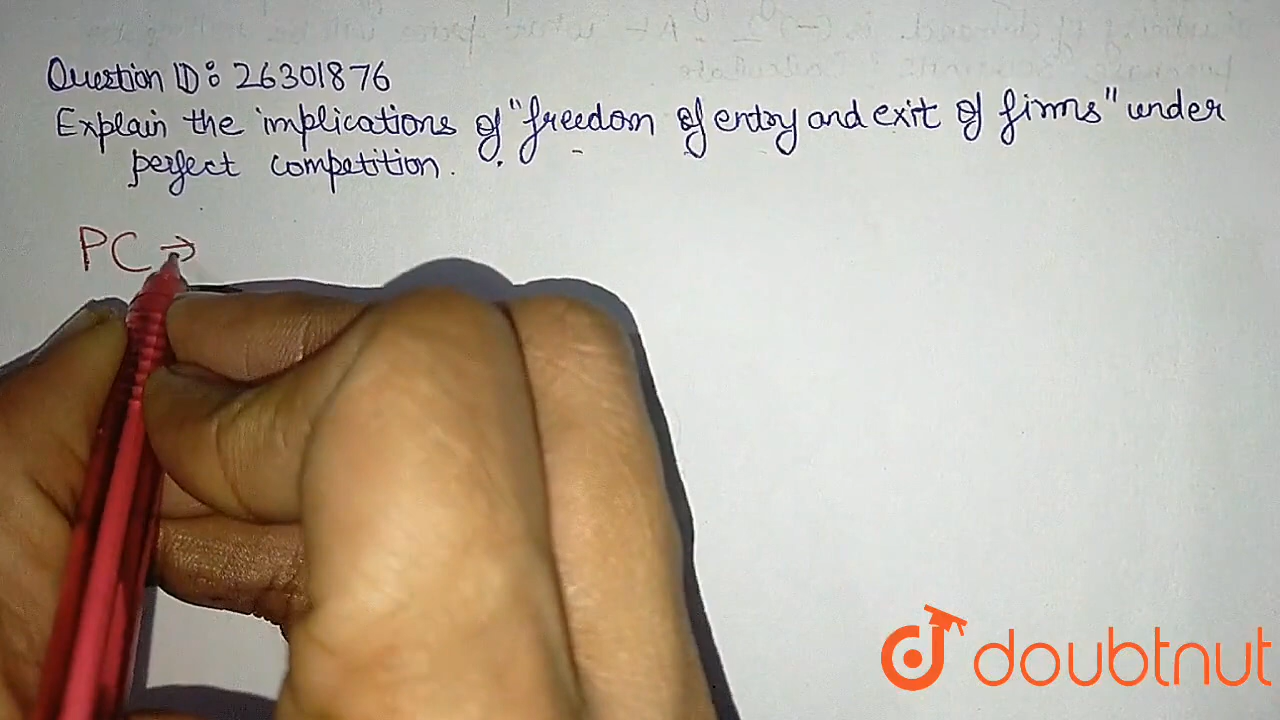 Question ID: 26301876
Explain the implications of "freedom of entry and exit of firms" under
perfect competition.
PC →
doubtnut